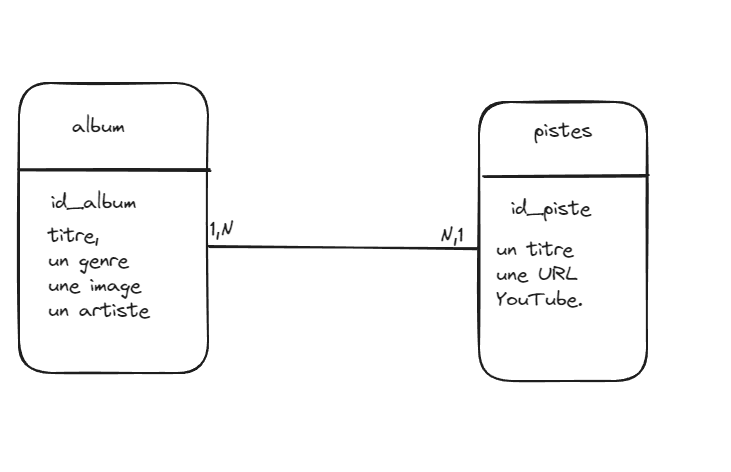 album
id_album
titre,
un genre
une image
un artiste
1,N
N,1
pistes
id_piste
un titre
une URL
YouTube.